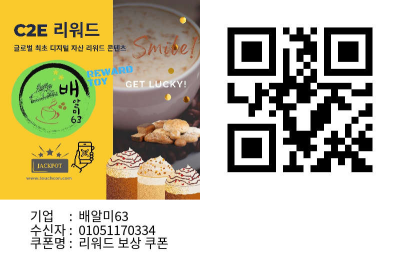 C2E 리워드
글로벌 최초 디지털 자산 리워드 콘텐츠
Smile!
REWARD
JOY
GET LUCKY!
배
알
미
63
JACKPOT
기업 : 배알미63
수신자 : 01051170334
쿠폰명 : 리워드 보상 쿠폰